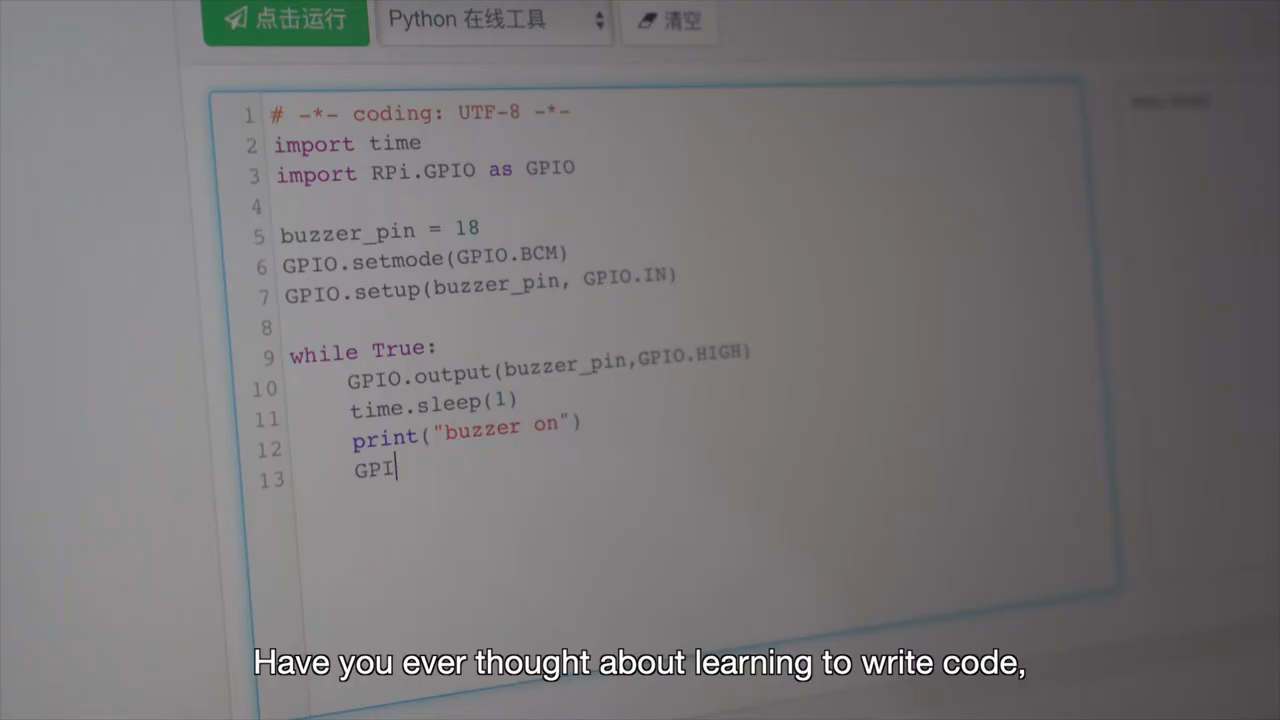 点击运行
Python 在线工具
清空
1 # -*- coding: UTF-8 -*-
2 import time
3 import RPi.GPIO as GPIO
4
5 buzzer_pin = 18
6 GPIO.setmode(GPIO.BCM)
7 GPIO.setup(buzzer_pin, GPIO.IN)
8
9 while True:
10 GPIO.output(buzzer_pin,GPIO.HIGH)
11 time.sleep(1)
12 print("buzzer on")
13 GPI
Have you ever thought about learning to write code,